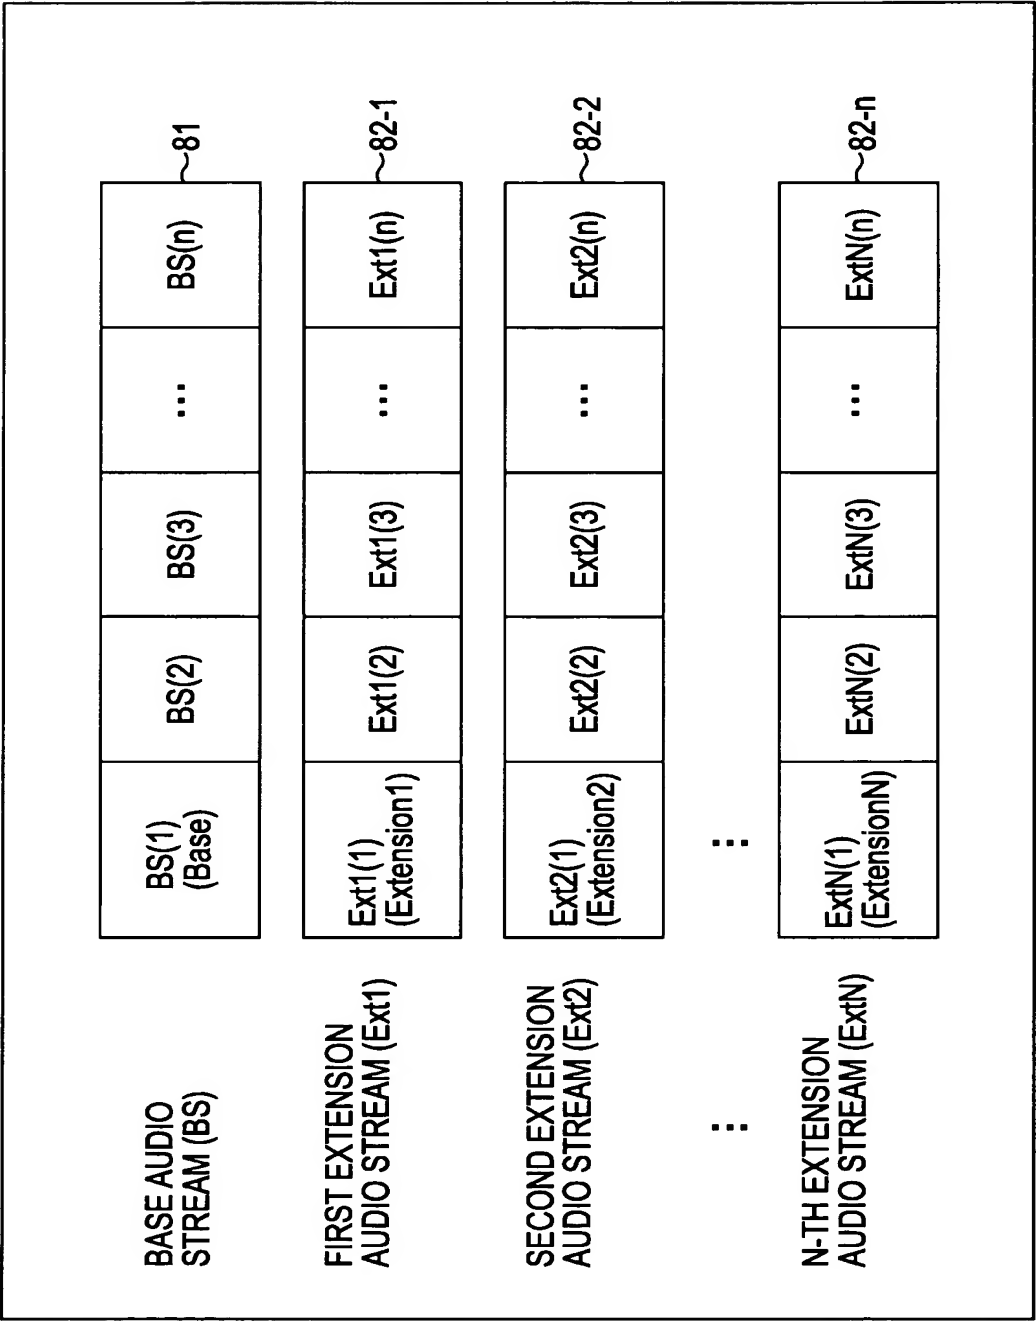 BASE AUDIO
STREAM (BS)
BS(1)
(Base)
BS(2)
BS(3)
...
BS(n)
81
FIRST EXTENSION
AUDIO STREAM (Ext1)
Ext1(1)
(Extension1)
Ext1(2)
Ext1(3)
...
Ext1(n)
82-1
SECOND EXTENSION
AUDIO STREAM (Ext2)
Ext2(1)
(Extension2)
Ext2(2)
Ext2(3)
...
Ext2(n)
82-2
...
...
N-TH EXTENSION
AUDIO STREAM (ExtN)
ExtN(1)
(ExtensionN)
ExtN(2)
ExtN(3)
...
ExtN(n)
82-n